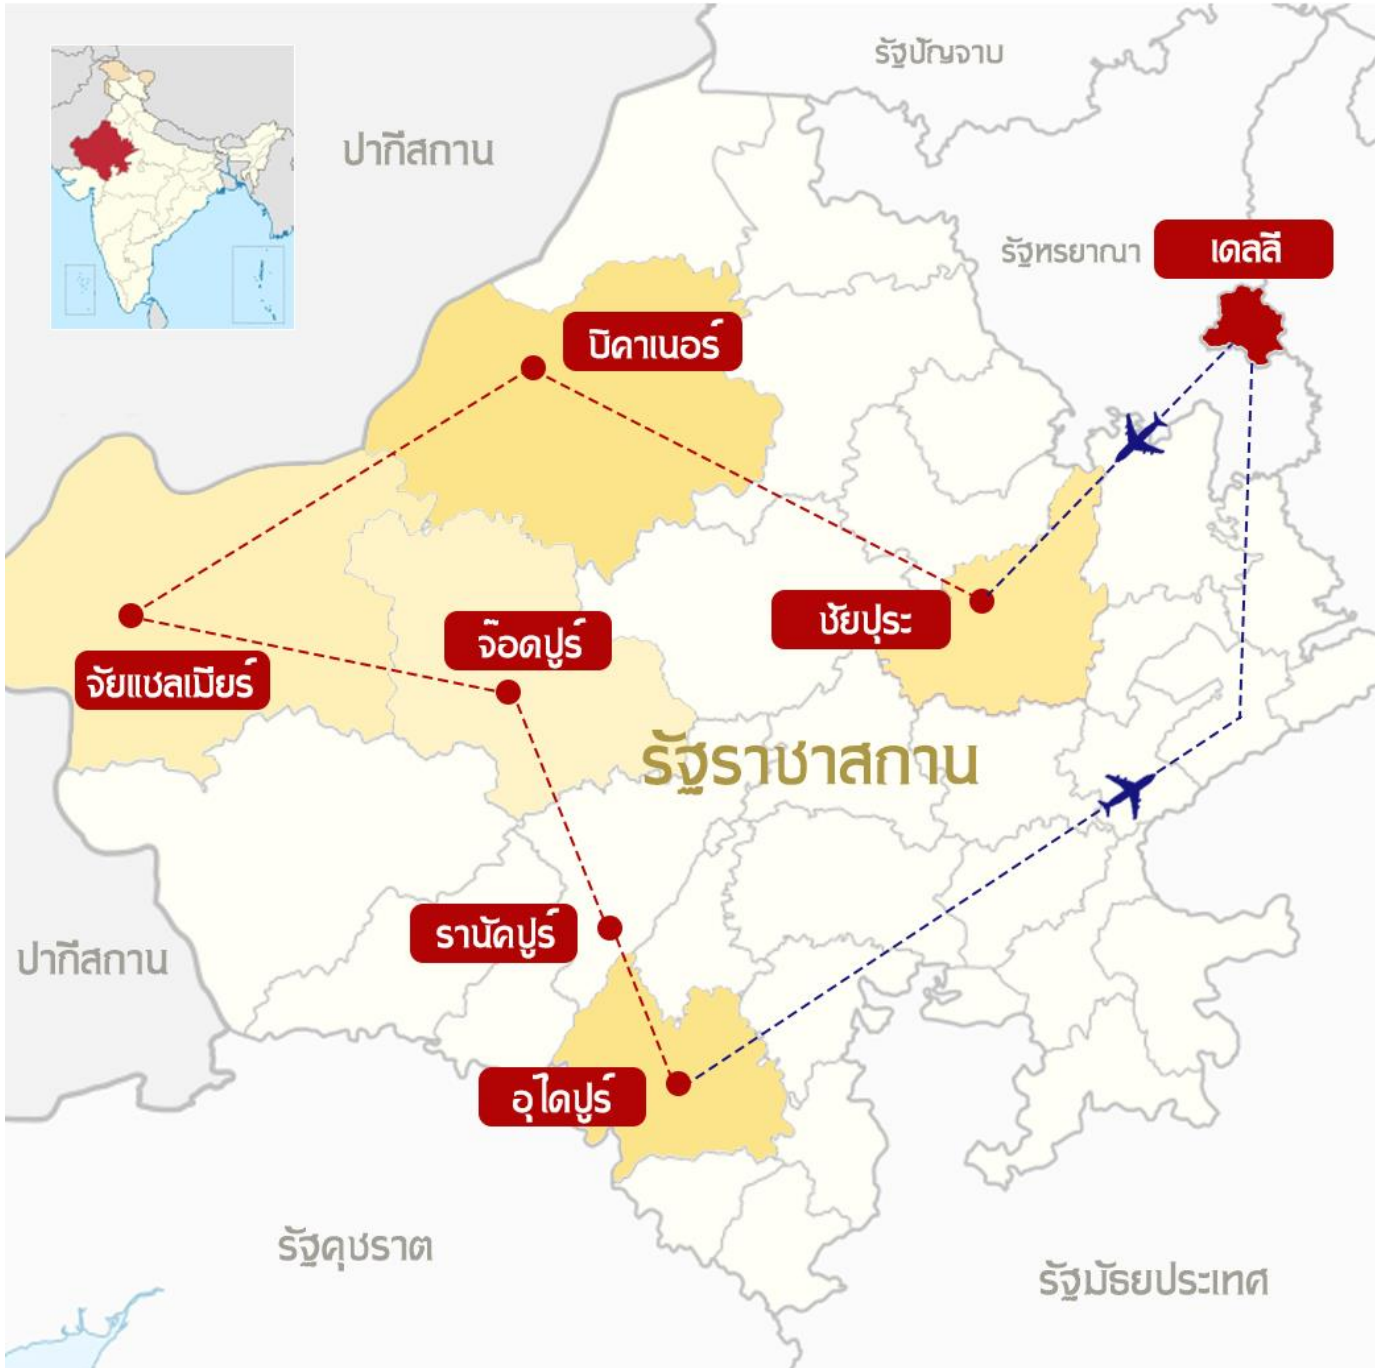 รัฐปัญจาบ
ปากีสถาน
รัฐหรยาณา
เดลลี
บิคาเนอร์
ชัยปุระ
จ๊อดปูร์
จัยแชลเมียร์
รัฐราชาสถาน
รานัคปูร์
ปากีสถาน
อุไดปูร์
รัฐคุชราต
รัฐมัธยประเทศ